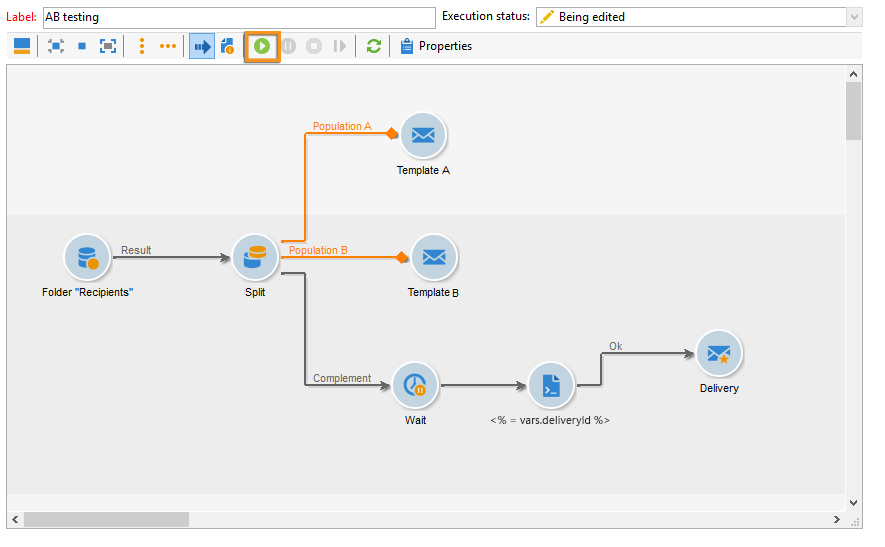 Label: AB testing Execution status: Being edited
Properties
Population A
Template A
Result
Population B
Folder "Recipients"
Split
Template B
Ok
Complement
Delivery
Wait
<% = vars.deliveryId %>